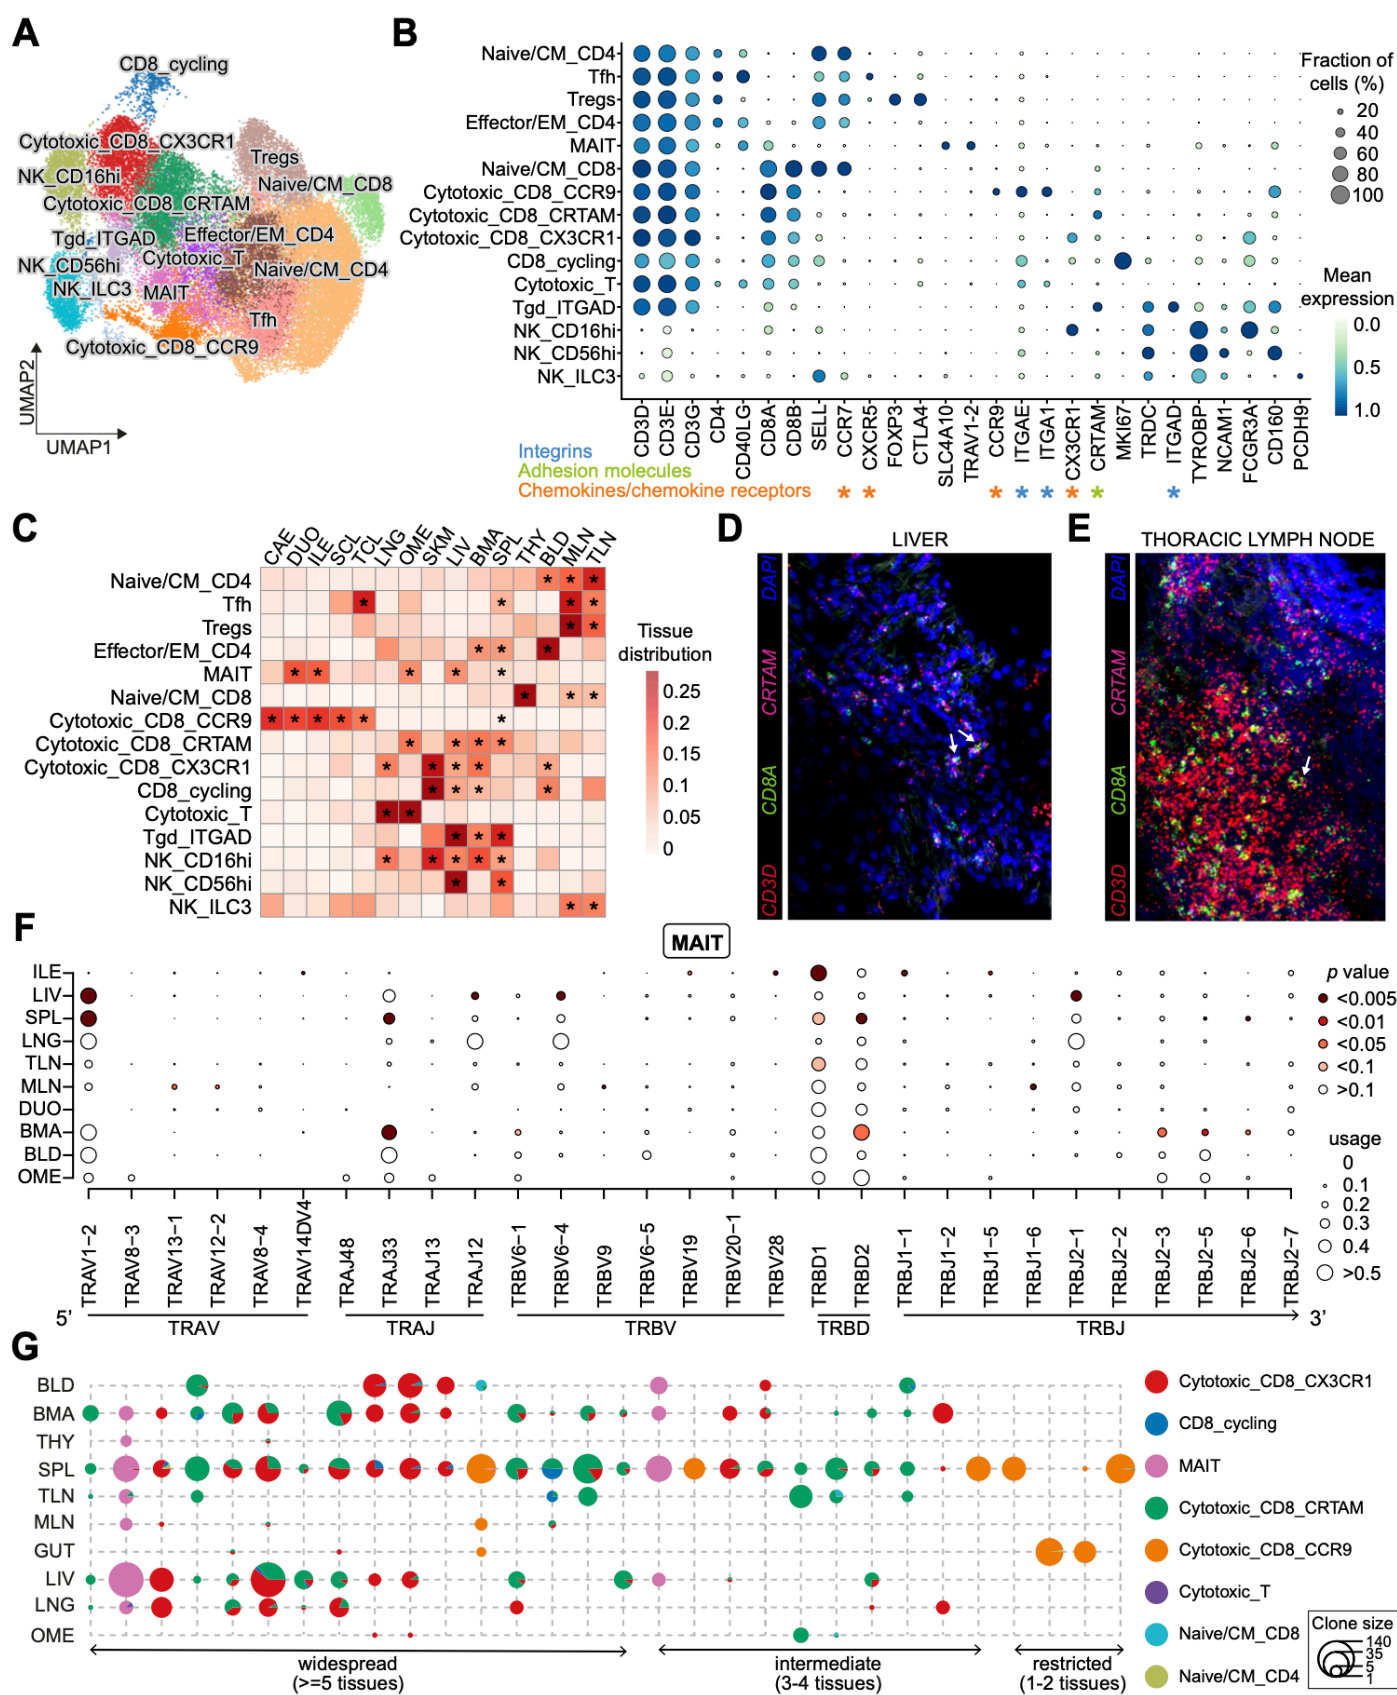 A
CD8_cycling
Cytotoxic_CD8_CX3CR1
Tregs
NK_CD16hi
Naive/CM_CD8
Cytotoxic_CD8_CRTAM
Tgd_ITGAD
Effector/EM_CD4
NK_CD56hi
Cytotoxic_T
Naive/CM_CD4
NK_ILC3
MAIT
Tfh
Cytotoxic_CD8_CCR9
UMAP2
UMAP1
B
Naive/CM_CD4
Tfh
Tregs
Effector/EM_CD4
MAIT
Naive/CM_CD8
Cytotoxic_CD8_CCR9
Cytotoxic_CD8_CRTAM
Cytotoxic_CD8_CX3CR1
CD8_cycling
Cytotoxic_T
Tgd_ITGAD
NK_CD16hi
NK_CD56hi
NK_ILC3
CD3D
CD3E
CD3G
CD4
CD40LG
CD8A
CD8B
SELL
CCR7
CXCR5
FOXP3
CTLA4
SLC4A10
TRAV1-2
CCR9
ITGAE
ITGA1
CX3CR1
CRTAM
MKI67
TRDC
ITGAD
TYROBP
NCAM1
FCGR3A
CD160
PCDH9
Integrins
Adhesion molecules
Chemokines/chemokine receptors
* * * * * * * *
Fraction of
cells (%)
20
40
60
80
100
Mean
expression
0.0
0.5
1.0
C
CAE
DUO
ILE
SCL
TCL
LNG
OME
SKM
LIV
BMA
SPL
THY
BLD
MLN
TLN
Naive/CM_CD4 * * *
Tfh * * * *
Tregs * *
Effector/EM_CD4 * * *
MAIT * * * * *
Naive/CM_CD8 * * *
Cytotoxic_CD8_CCR9 * * * * * *
Cytotoxic_CD8_CRTAM * * * *
Cytotoxic_CD8_CX3CR1 * * * * *
CD8_cycling * * * *
Cytotoxic_T * *
Tgd_ITGAD * * *
NK_CD16hi * * * * *
NK_CD56hi * *
NK_ILC3 * *
Tissue
distribution
0.25
0.2
0.15
0.1
0.05
0
D
LIVER
CD3D CD8A CRTAM DAPI
E
THORACIC LYMPH NODE
CD3D CD8A CRTAM DAPI
F
MAIT
ILE
LIV
SPL
LNG
TLN
MLN
DUO
BMA
BLD
OME
TRAV1-2
TRAV8-3
TRAV13-1
TRAV12-2
TRAV8-4
TRAV14DV4
TRAJ48
TRAJ33
TRAJ13
TRAJ12
TRBV6-1
TRBV6-4
TRBV9
TRBV6-5
TRBV19
TRBV20-1
TRBV28
TRBD1
TRBD2
TRBJ1-1
TRBJ1-2
TRBJ1-5
TRBJ1-6
TRBJ2-1
TRBJ2-2
TRBJ2-3
TRBJ2-5
TRBJ2-6
TRBJ2-7
5' 3'
TRAV TRAJ TRBV TRBD TRBJ
p value
<0.005
<0.01
<0.05
<0.1
>0.1
usage
0
0.1
0.2
0.3
0.4
>0.5
G
BLD
BMA
THY
SPL
TLN
MLN
GUT
LIV
LNG
OME
widespread
(>=5 tissues)
intermediate
(3-4 tissues)
restricted
(1-2 tissues)
Cytotoxic_CD8_CX3CR1
CD8_cycling
MAIT
Cytotoxic_CD8_CRTAM
Cytotoxic_CD8_CCR9
Cytotoxic_T
Naive/CM_CD8
Naive/CM_CD4
Clone size
140
35
5
1